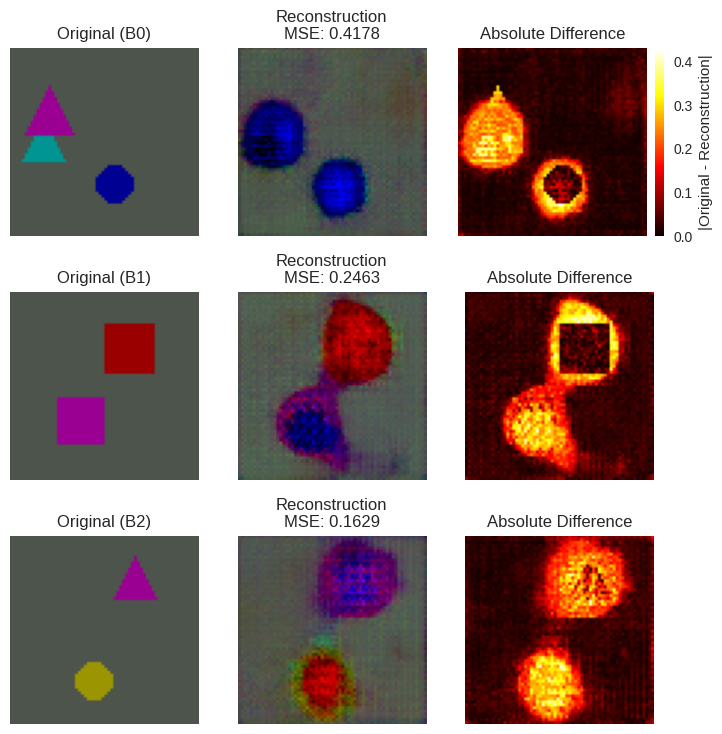 Original (B0)
Reconstruction
MSE: 0.4178
Absolute Difference
0.4
0.3
0.2
0.1
0.0
|Original - Reconstruction|
Original (B1)
Reconstruction
MSE: 0.2463
Absolute Difference
Original (B2)
Reconstruction
MSE: 0.1629
Absolute Difference